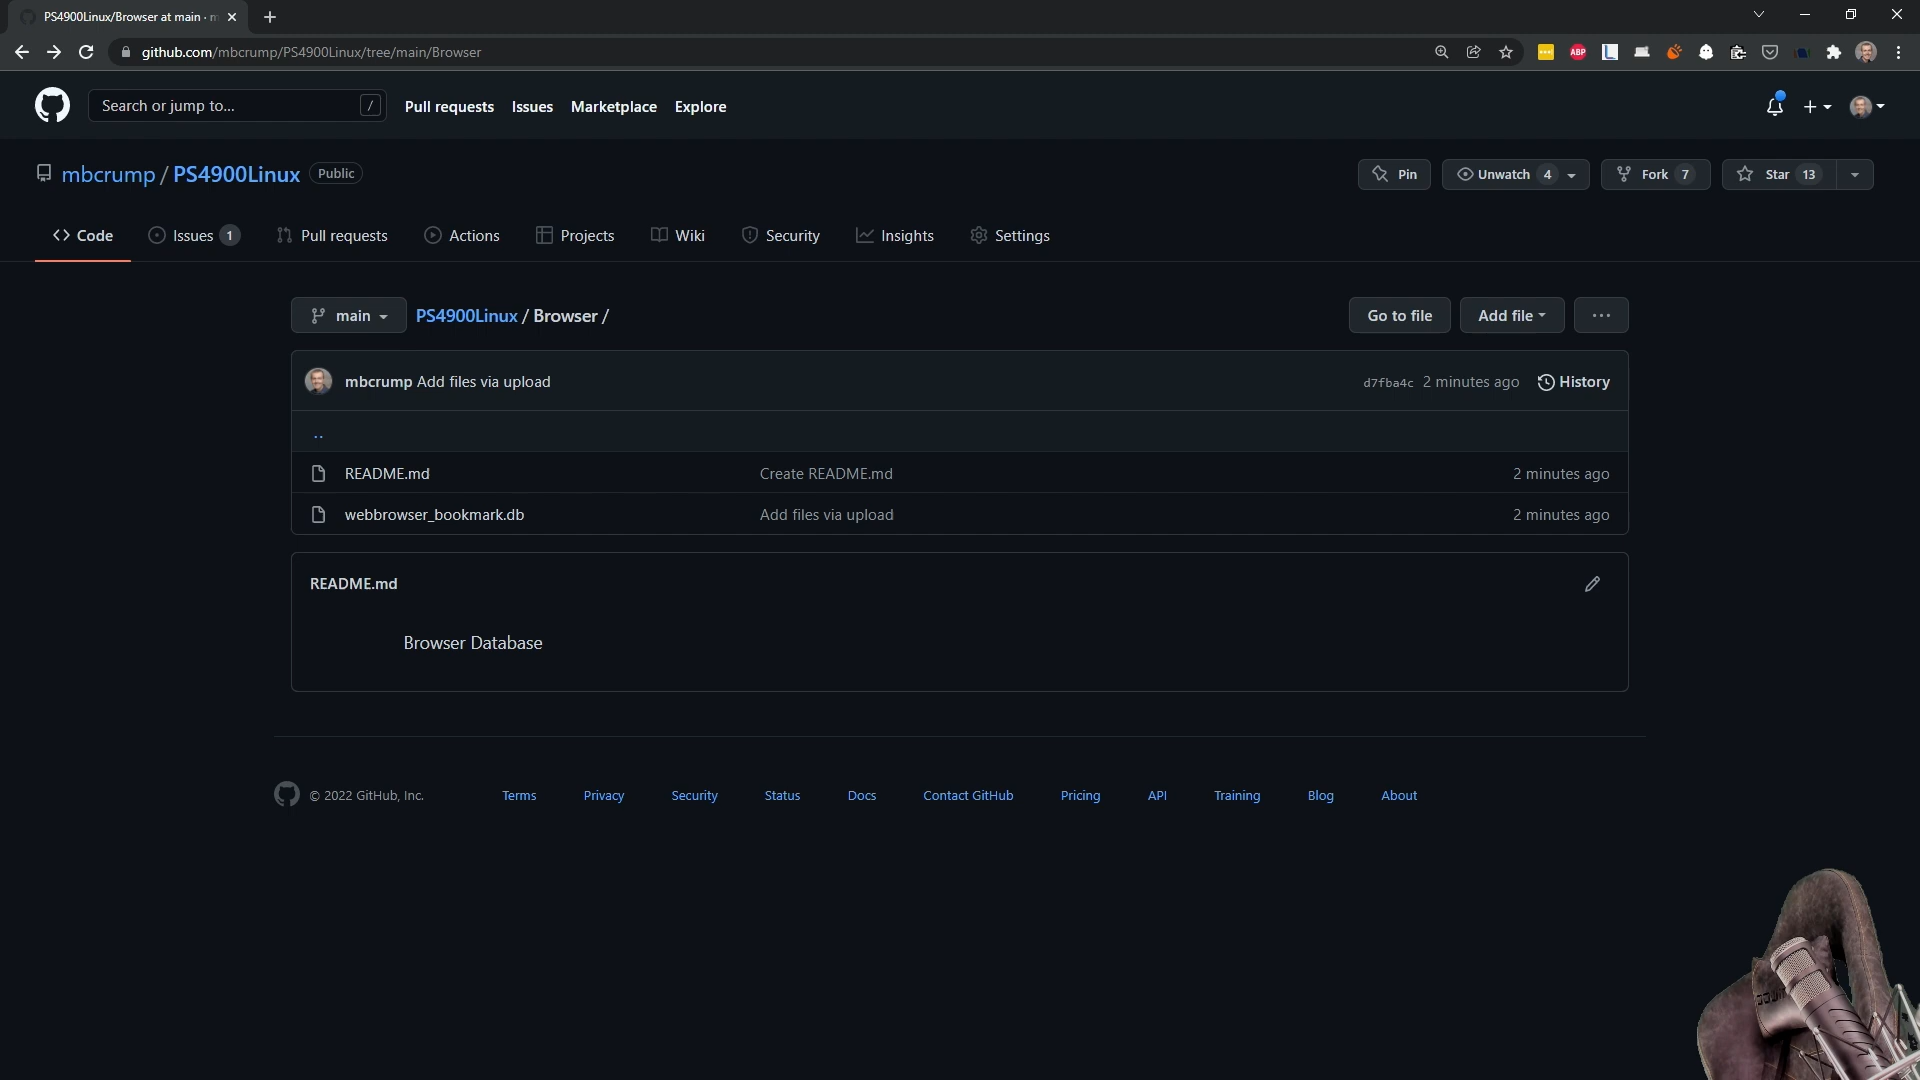 PS4900Linux/Browser at main · m
github.com/mbcrump/PS4900Linux/tree/main/Browser
ABP
Search or jump to... /
Pull requests Issues Marketplace Explore
mbcrump / PS4900Linux Public
Pin Unwatch 4 Fork 7 Star 13
Code Issues 1 Pull requests Actions Projects Wiki Security Insights Settings
main PS4900Linux / Browser / Go to file Add file ...
mbcrump Add files via upload d7fba4c 2 minutes ago History
..
README.md Create README.md 2 minutes ago
webbrowser_bookmark.db Add files via upload 2 minutes ago
README.md
Browser Database
© 2022 GitHub, Inc. Terms Privacy Security Status Docs Contact GitHub Pricing API Training Blog About